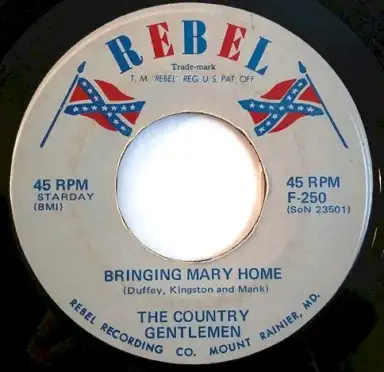 REBEL
Trade-mark
T. M. "REBEL" REG. U. S. PAT. OFF
45 RPM
STARDAY
(BMI)
45 RPM
F-250
(SoN 23501)
BRINGING MARY HOME
(Duffey, Kingston and Mank)
THE COUNTRY
GENTLEMEN
REBEL RECORDING CO. MOUNT RAINIER, MD.